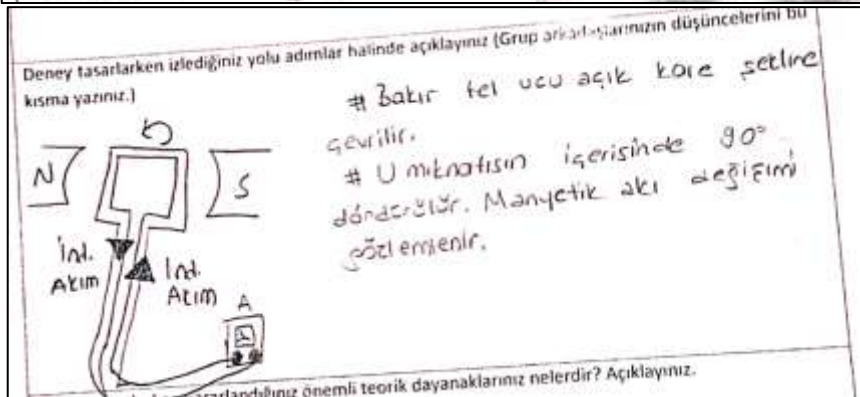 Deney tasarlarken izlediğiniz yolu adımlar halinde açıklayınız (Grup arkadaşlarınızın düşüncelerini bu
kısma yazınız.)
# Bakır tel ucu açık kare şekline
çevrilir.
# U mıknatısın içerisinde 90°
döndürülür. Manyetik akı değişimi
gözlemlenir.
N
S
İnd.
Akım
İnd.
Akım
A
önemli teorik dayanaklarınız nelerdir? Açıklayınız.